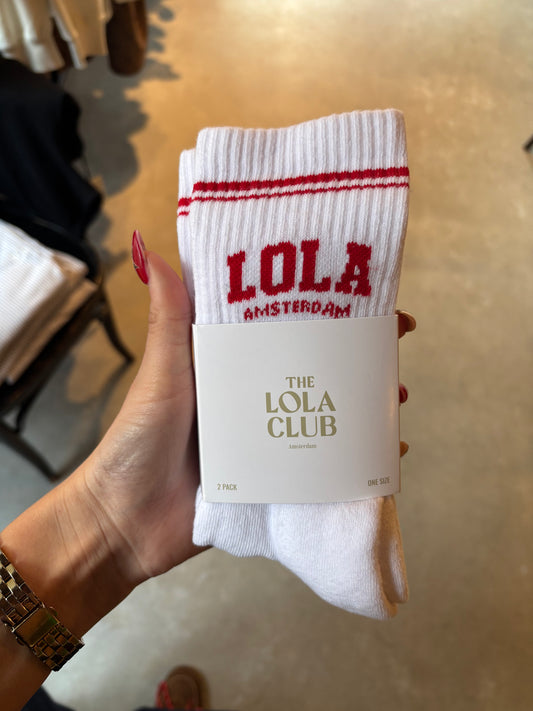 LOLA
AMSTERDAM
THE
LOLA
CLUB
Amsterdam
2 PACK
ONE SIZE